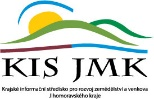 KIS JMK
Krajské informační středisko pro rozvoj zemědělství a venkova
Jihomoravského kraje